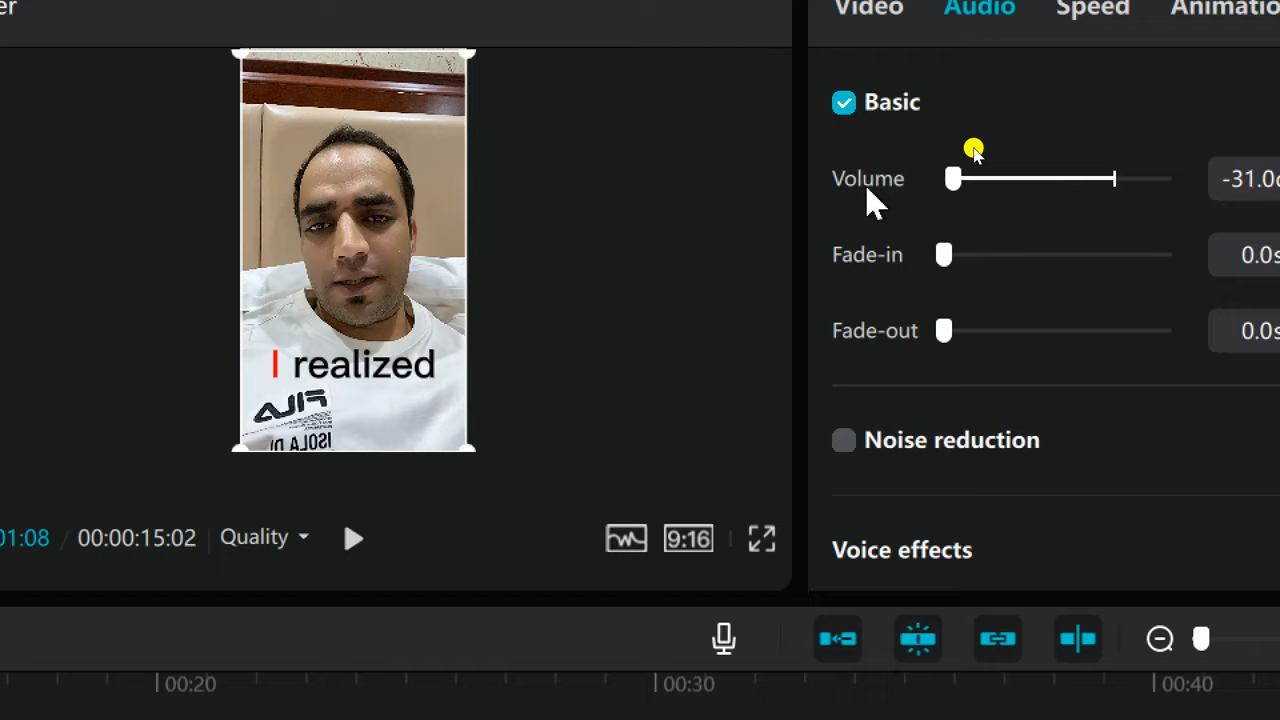 er
Video Audio Speed Animatio
Basic
Volume -31.0d
Fade-in 0.0s
Fade-out 0.0s
Noise reduction
Voice effects
I realized
FILA
ISOLA DI
01:08 / 00:00:15:02 Quality 9:16
00:20 00:30 00:40